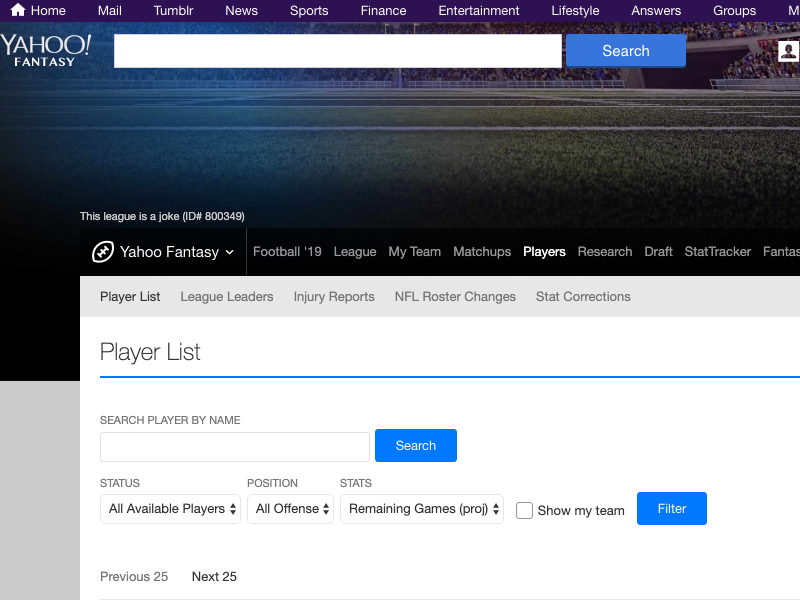 Home Mail Tumblr News Sports Finance Entertainment Lifestyle Answers Groups M
YAHOO!
FANTASY
Search
This league is a joke (ID# 800349)
Yahoo Fantasy Football '19 League My Team Matchups Players Research Draft StatTracker Fantas
Player List League Leaders Injury Reports NFL Roster Changes Stat Corrections
Player List
SEARCH PLAYER BY NAME
Search
STATUS POSITION STATS
All Available Players All Offense Remaining Games (proj) Show my team Filter
Previous 25 Next 25